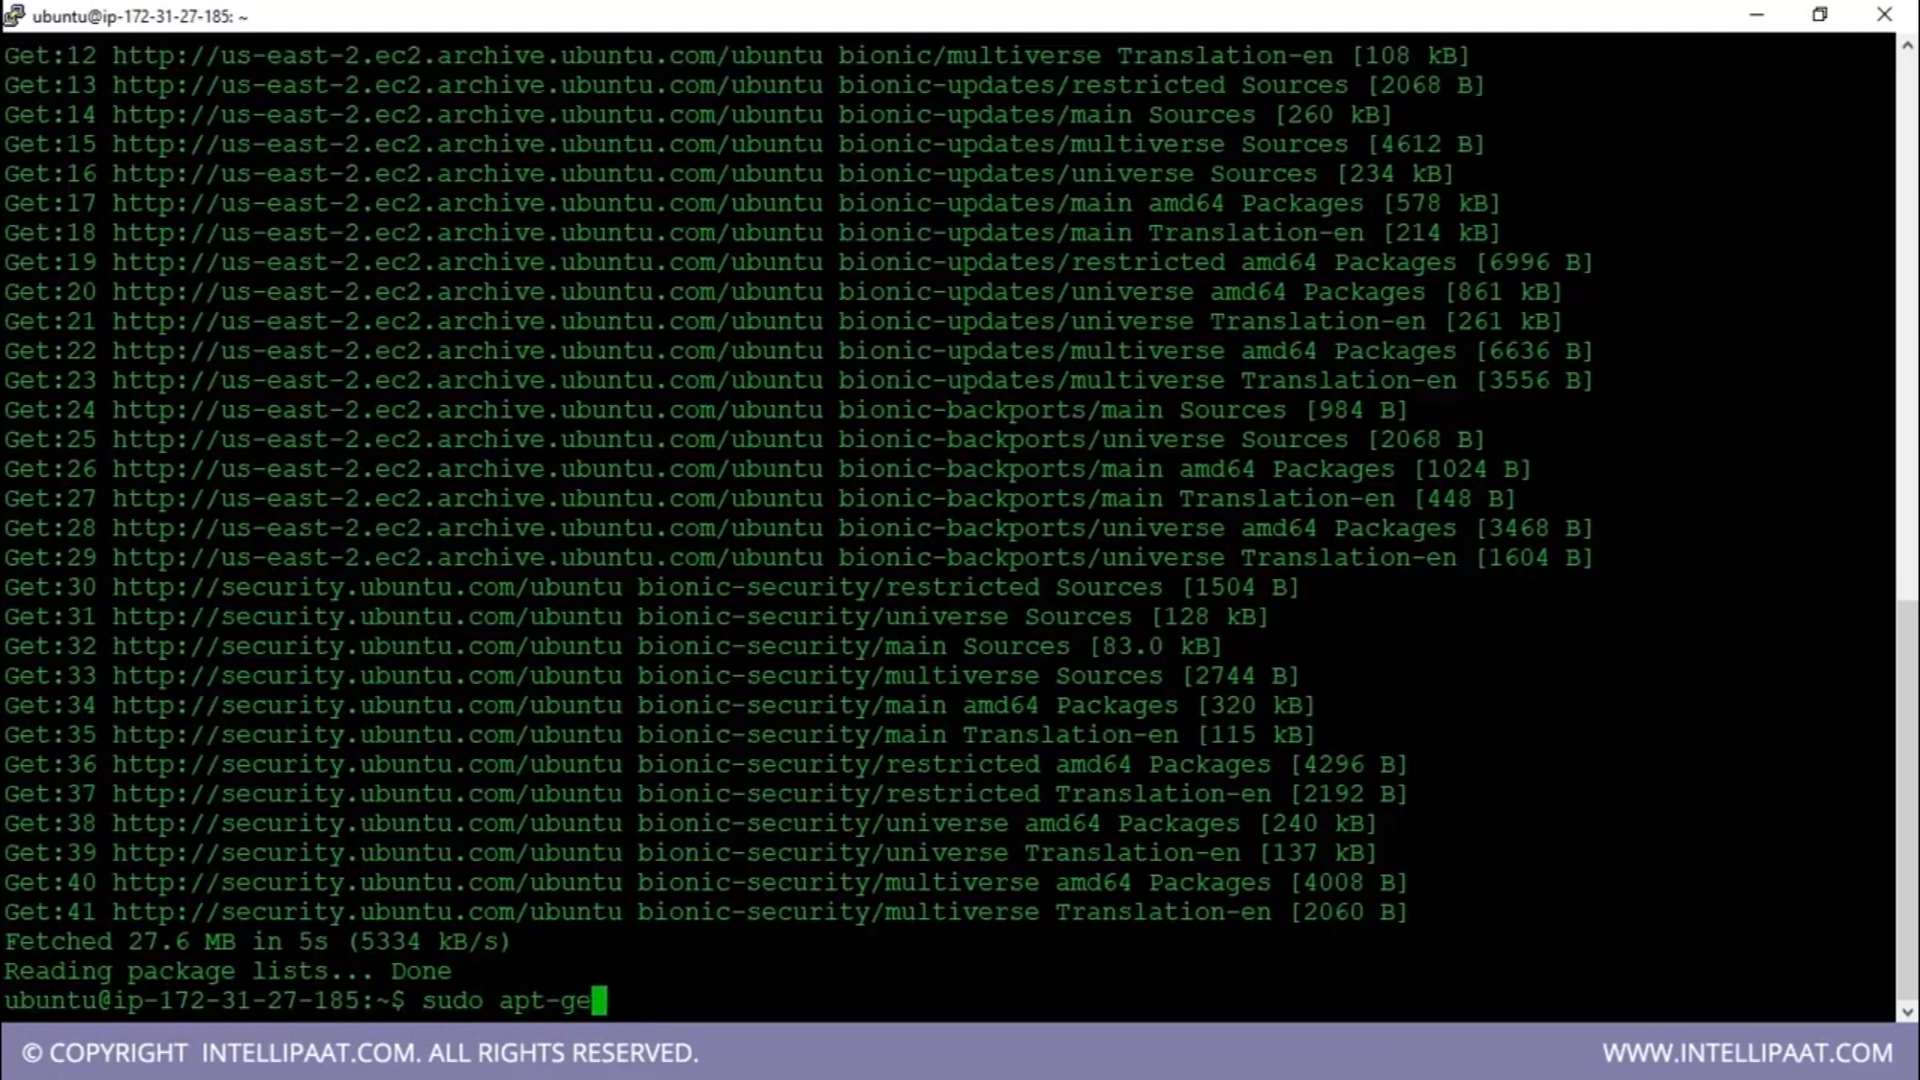 ubuntu@ip-172-31-27-185: ~
Get:12 http://us-east-2.ec2.archive.ubuntu.com/ubuntu bionic/multiverse Translation-en [108 kB]
Get:13 http://us-east-2.ec2.archive.ubuntu.com/ubuntu bionic-updates/restricted Sources [2068 B]
Get:14 http://us-east-2.ec2.archive.ubuntu.com/ubuntu bionic-updates/main Sources [260 kB]
Get:15 http://us-east-2.ec2.archive.ubuntu.com/ubuntu bionic-updates/multiverse Sources [4612 B]
Get:16 http://us-east-2.ec2.archive.ubuntu.com/ubuntu bionic-updates/universe Sources [234 kB]
Get:17 http://us-east-2.ec2.archive.ubuntu.com/ubuntu bionic-updates/main amd64 Packages [578 kB]
Get:18 http://us-east-2.ec2.archive.ubuntu.com/ubuntu bionic-updates/main Translation-en [214 kB]
Get:19 http://us-east-2.ec2.archive.ubuntu.com/ubuntu bionic-updates/restricted amd64 Packages [6996 B]
Get:20 http://us-east-2.ec2.archive.ubuntu.com/ubuntu bionic-updates/universe amd64 Packages [861 kB]
Get:21 http://us-east-2.ec2.archive.ubuntu.com/ubuntu bionic-updates/universe Translation-en [261 kB]
Get:22 http://us-east-2.ec2.archive.ubuntu.com/ubuntu bionic-updates/multiverse amd64 Packages [6636 B]
Get:23 http://us-east-2.ec2.archive.ubuntu.com/ubuntu bionic-updates/multiverse Translation-en [3556 B]
Get:24 http://us-east-2.ec2.archive.ubuntu.com/ubuntu bionic-backports/main Sources [984 B]
Get:25 http://us-east-2.ec2.archive.ubuntu.com/ubuntu bionic-backports/universe Sources [2068 B]
Get:26 http://us-east-2.ec2.archive.ubuntu.com/ubuntu bionic-backports/main amd64 Packages [1024 B]
Get:27 http://us-east-2.ec2.archive.ubuntu.com/ubuntu bionic-backports/main Translation-en [448 B]
Get:28 http://us-east-2.ec2.archive.ubuntu.com/ubuntu bionic-backports/universe amd64 Packages [3468 B]
Get:29 http://us-east-2.ec2.archive.ubuntu.com/ubuntu bionic-backports/universe Translation-en [1604 B]
Get:30 http://security.ubuntu.com/ubuntu bionic-security/restricted Sources [1504 B]
Get:31 http://security.ubuntu.com/ubuntu bionic-security/universe Sources [128 kB]
Get:32 http://security.ubuntu.com/ubuntu bionic-security/main Sources [83.0 kB]
Get:33 http://security.ubuntu.com/ubuntu bionic-security/multiverse Sources [2744 B]
Get:34 http://security.ubuntu.com/ubuntu bionic-security/main amd64 Packages [320 kB]
Get:35 http://security.ubuntu.com/ubuntu bionic-security/main Translation-en [115 kB]
Get:36 http://security.ubuntu.com/ubuntu bionic-security/restricted amd64 Packages [4296 B]
Get:37 http://security.ubuntu.com/ubuntu bionic-security/restricted Translation-en [2192 B]
Get:38 http://security.ubuntu.com/ubuntu bionic-security/universe amd64 Packages [240 kB]
Get:39 http://security.ubuntu.com/ubuntu bionic-security/universe Translation-en [137 kB]
Get:40 http://security.ubuntu.com/ubuntu bionic-security/multiverse amd64 Packages [4008 B]
Get:41 http://security.ubuntu.com/ubuntu bionic-security/multiverse Translation-en [2060 B]
Fetched 27.6 MB in 5s (5334 kB/s)
Reading package lists... Done
ubuntu@ip-172-31-27-185:~$ sudo apt-ge
© COPYRIGHT INTELLIPAAT.COM. ALL RIGHTS RESERVED.
WWW.INTELLIPAAT.COM